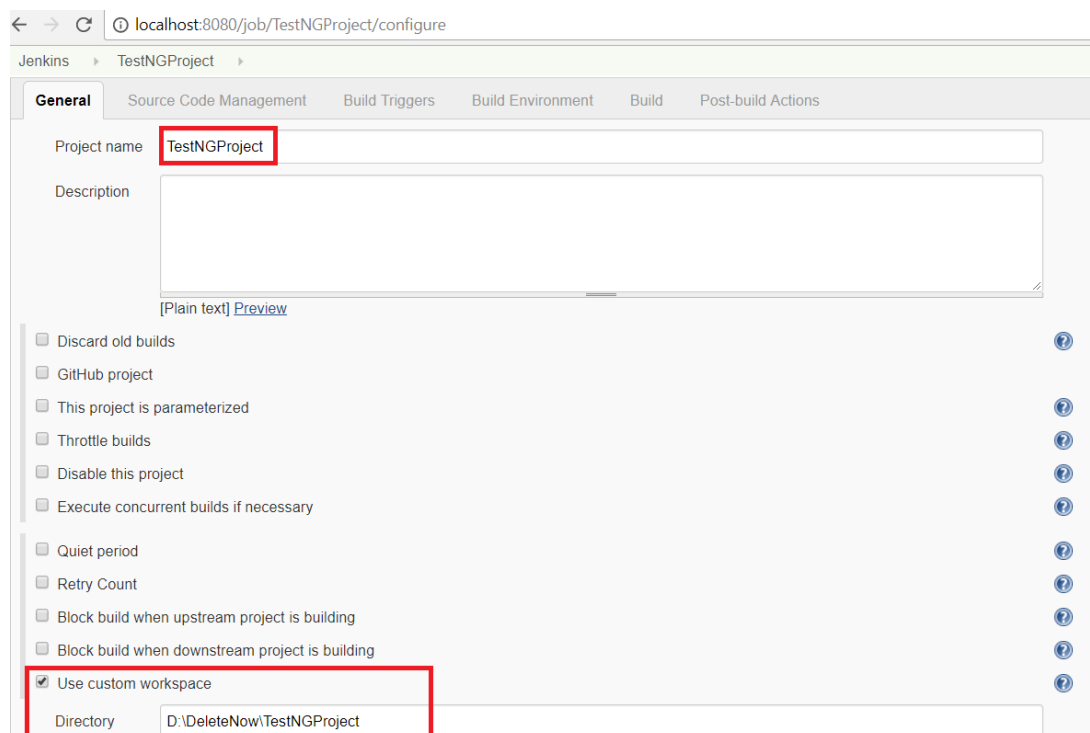 localhost:8080/job/TestNGProject/configure
Jenkins TestNGProject
General Source Code Management Build Triggers Build Environment Build Post-build Actions
Project name TestNGProject
Description
[Plain text] Preview
Discard old builds
GitHub project
This project is parameterized
Throttle builds
Disable this project
Execute concurrent builds if necessary
Quiet period
Retry Count
Block build when upstream project is building
Block build when downstream project is building
Use custom workspace
Directory D:\DeleteNow\TestNGProject